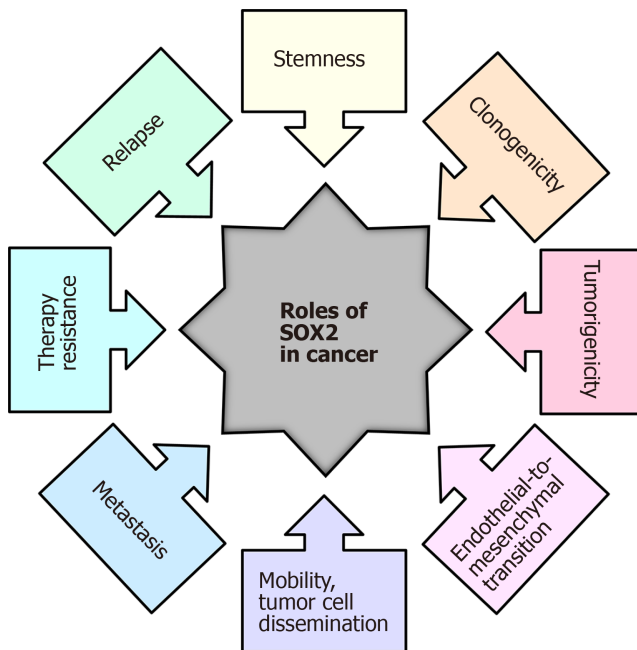 Stemness
Clonogenicity
Tumorigenicity
Endothelial-to-
mesenchymal
transition
Mobility,
tumor cell
dissemination
Metastasis
Therapy
resistance
Relapse
Roles of
SOX2
in cancer